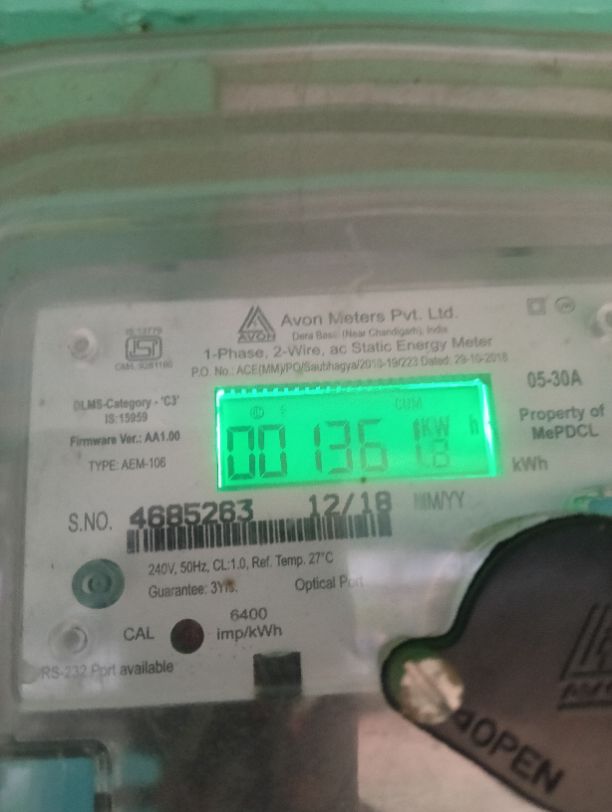 Avon Meters Pvt. Ltd.
AVON
Dera Bassi (Near Chandigarh), India
1-Phase, 2-Wire, ac Static Energy Meter
P.O. No.: ACE(MM)/PO/Saubhagya/2018-19/223 Dated: 29-10-2018
IS 13779
DLMS-Category - 'C3'
IS:15959
Firmware Ver.: AA1.00
TYPE: AEM-106
CUM
00136
KW h
05-30A
Property of
MePDCL
kWh
S.NO. 4685263 12/18 MM/YY
240V, 50Hz, CL:1.0, Ref. Temp. 27°C
Guarantee: 3Yrs. Optical Port
CAL
6400
imp/kWh
RS-232 Port available
OPEN